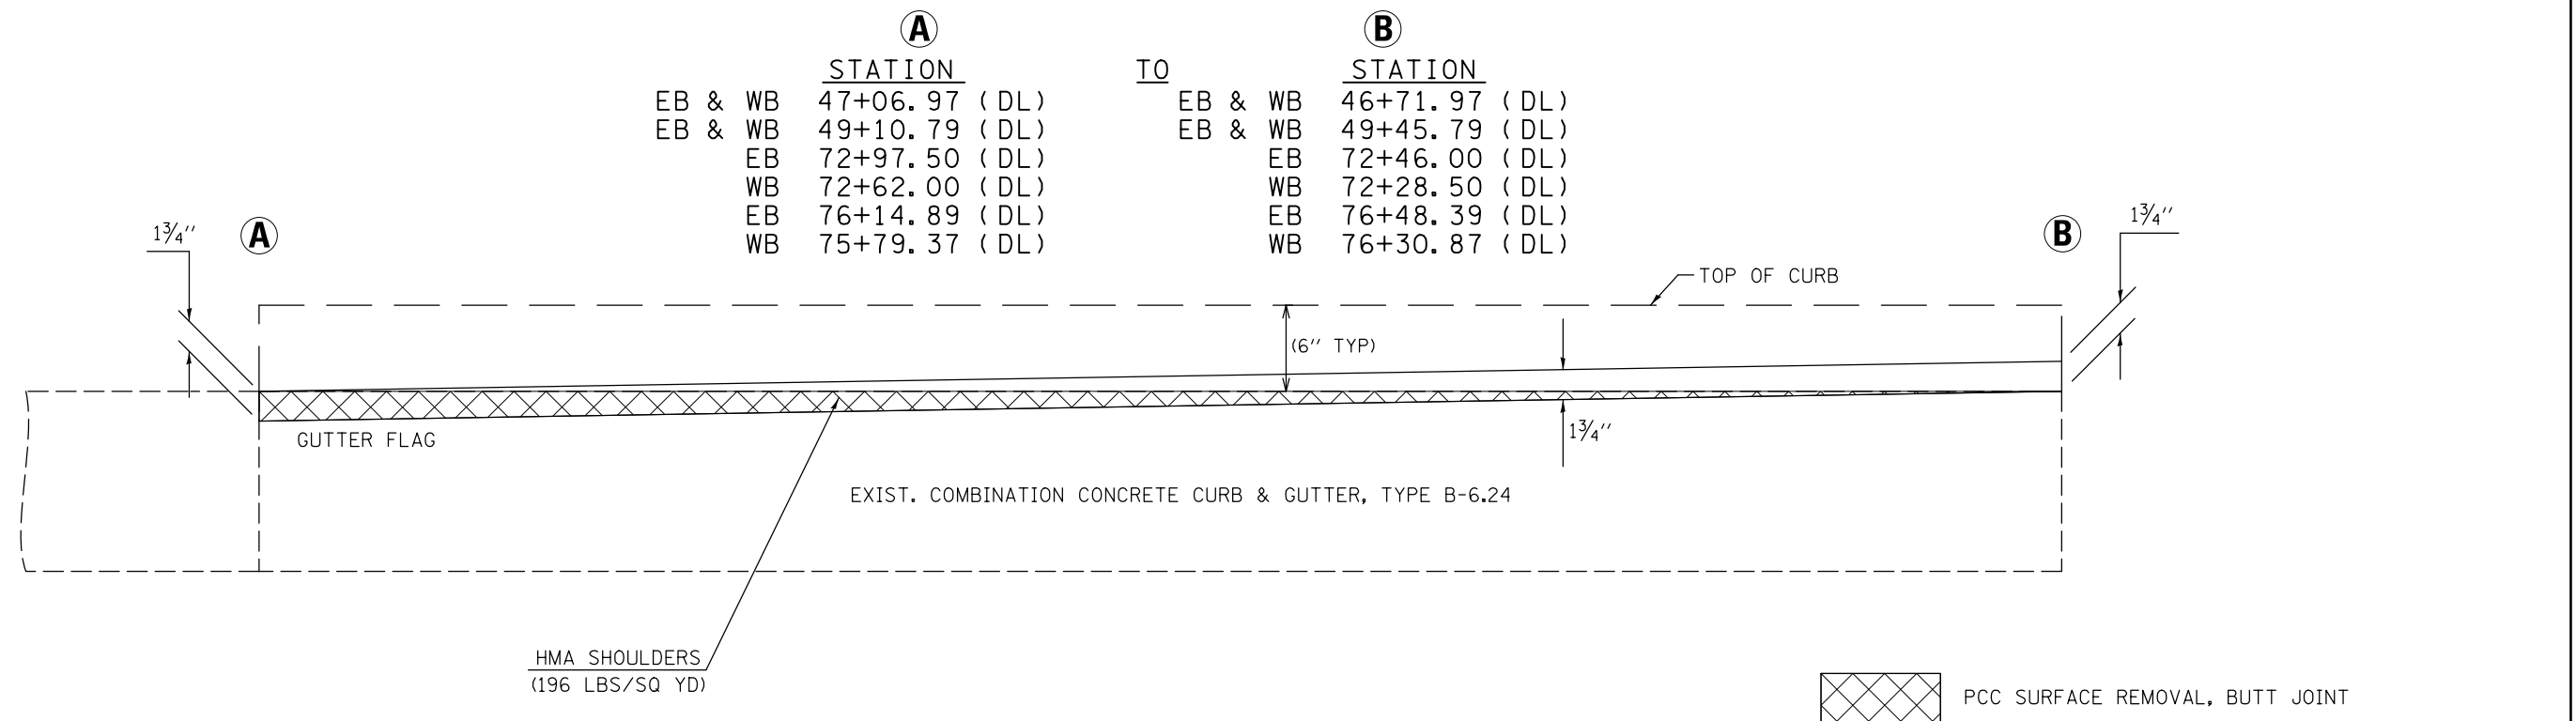 A B
STATION TO STATION
EB & WB 47+06.97 (DL) EB & WB 46+71.97 (DL)
EB & WB 49+10.79 (DL) EB & WB 49+45.79 (DL)
EB 72+97.50 (DL) EB 72+46.00 (DL)
WB 72+62.00 (DL) WB 72+28.50 (DL)
EB 76+14.89 (DL) EB 76+48.39 (DL)
WB 75+79.37 (DL) WB 76+30.87 (DL)
1¾" A B 1¾"
TOP OF CURB
(6" TYP)
1¾"
GUTTER FLAG
EXIST. COMBINATION CONCRETE CURB & GUTTER, TYPE B-6.24
HMA SHOULDERS
(196 LBS/SQ YD)
PCC SURFACE REMOVAL, BUTT JOINT